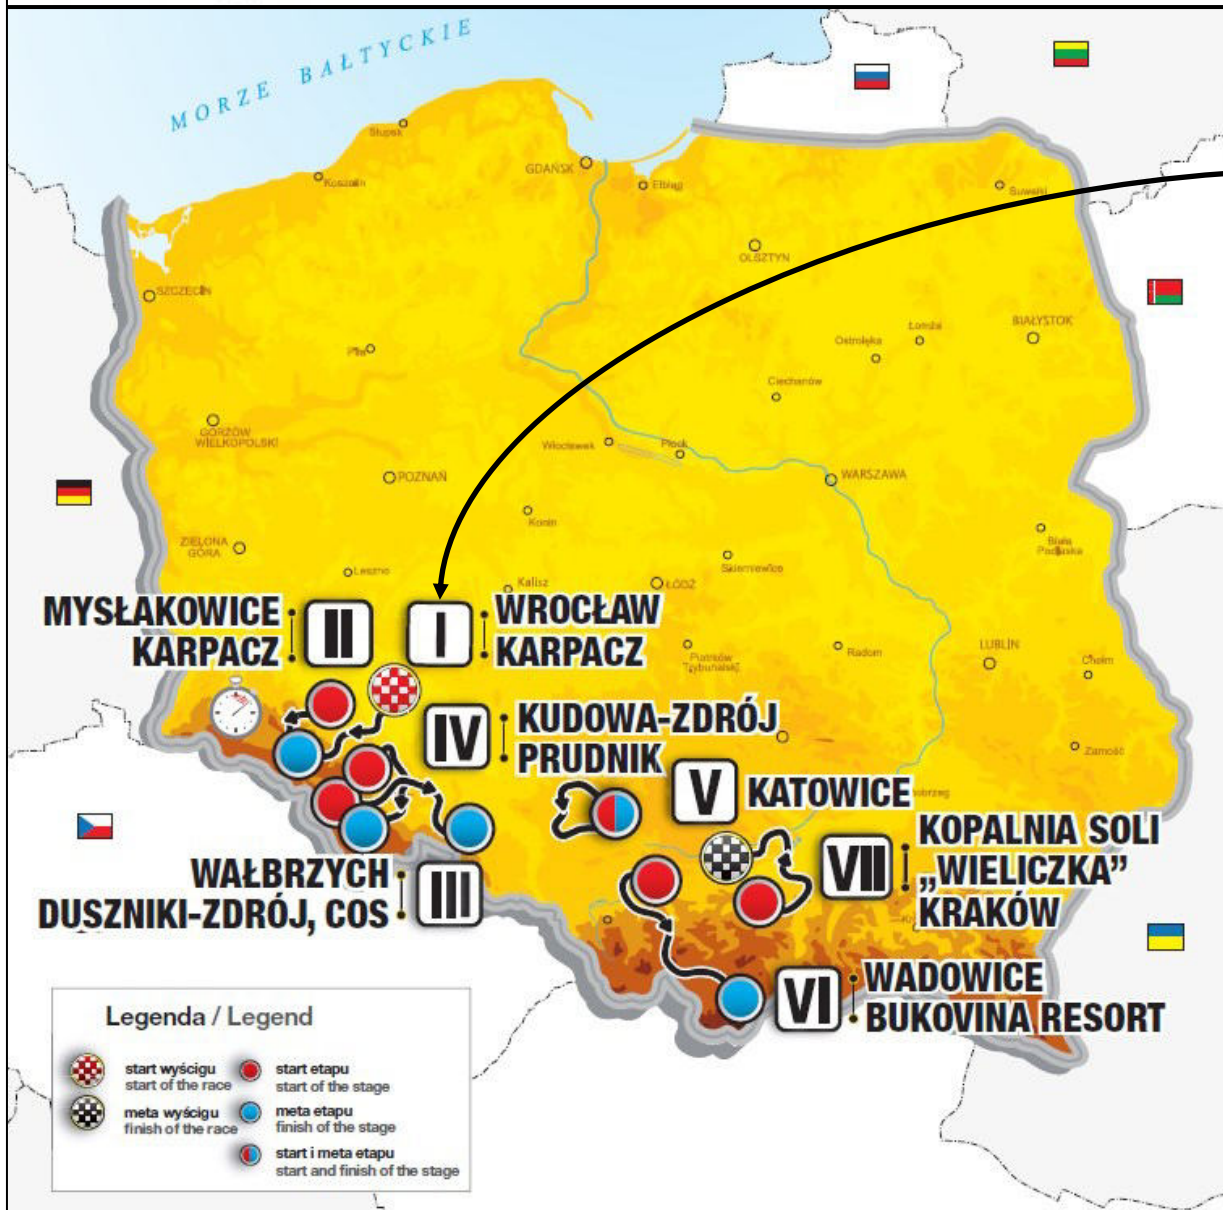 MORZE BAŁTYCKIE
Słupsk
Koszalin
GDAŃSK
Elbląg
Suwałki
OLSZTYN
SZCZECIN
Piła
Ostrołęka
Łomża
BIAŁYSTOK
Ciechanów
GORZÓW
WIELKOPOLSKI
Włocławek
Płock
POZNAŃ
WARSZAWA
Konin
ZIELONA
GÓRA
Leszno
Kalisz
ŁÓDŹ
Skierniewice
Biała
Podlaska
MYSŁAKOWICE
KARPACZ
II
I
WROCŁAW
KARPACZ
Piotrków
Trybunalski
Radom
LUBLIN
Chełm
IV
KUDOWA-ZDRÓJ
PRUDNIK
Zamość
V
KATOWICE
WAŁBRZYCH
DUSZNIKI-ZDRÓJ, COS
III
VII
KOPALNIA SOLI
„WIELICZKA”
KRAKÓW
VI
WADOWICE
BUKOVINA RESORT
Legenda / Legend
start wyścigu
start of the race
meta wyścigu
finish of the race
start etapu
start of the stage
meta etapu
finish of the stage
start i meta etapu
start and finish of the stage